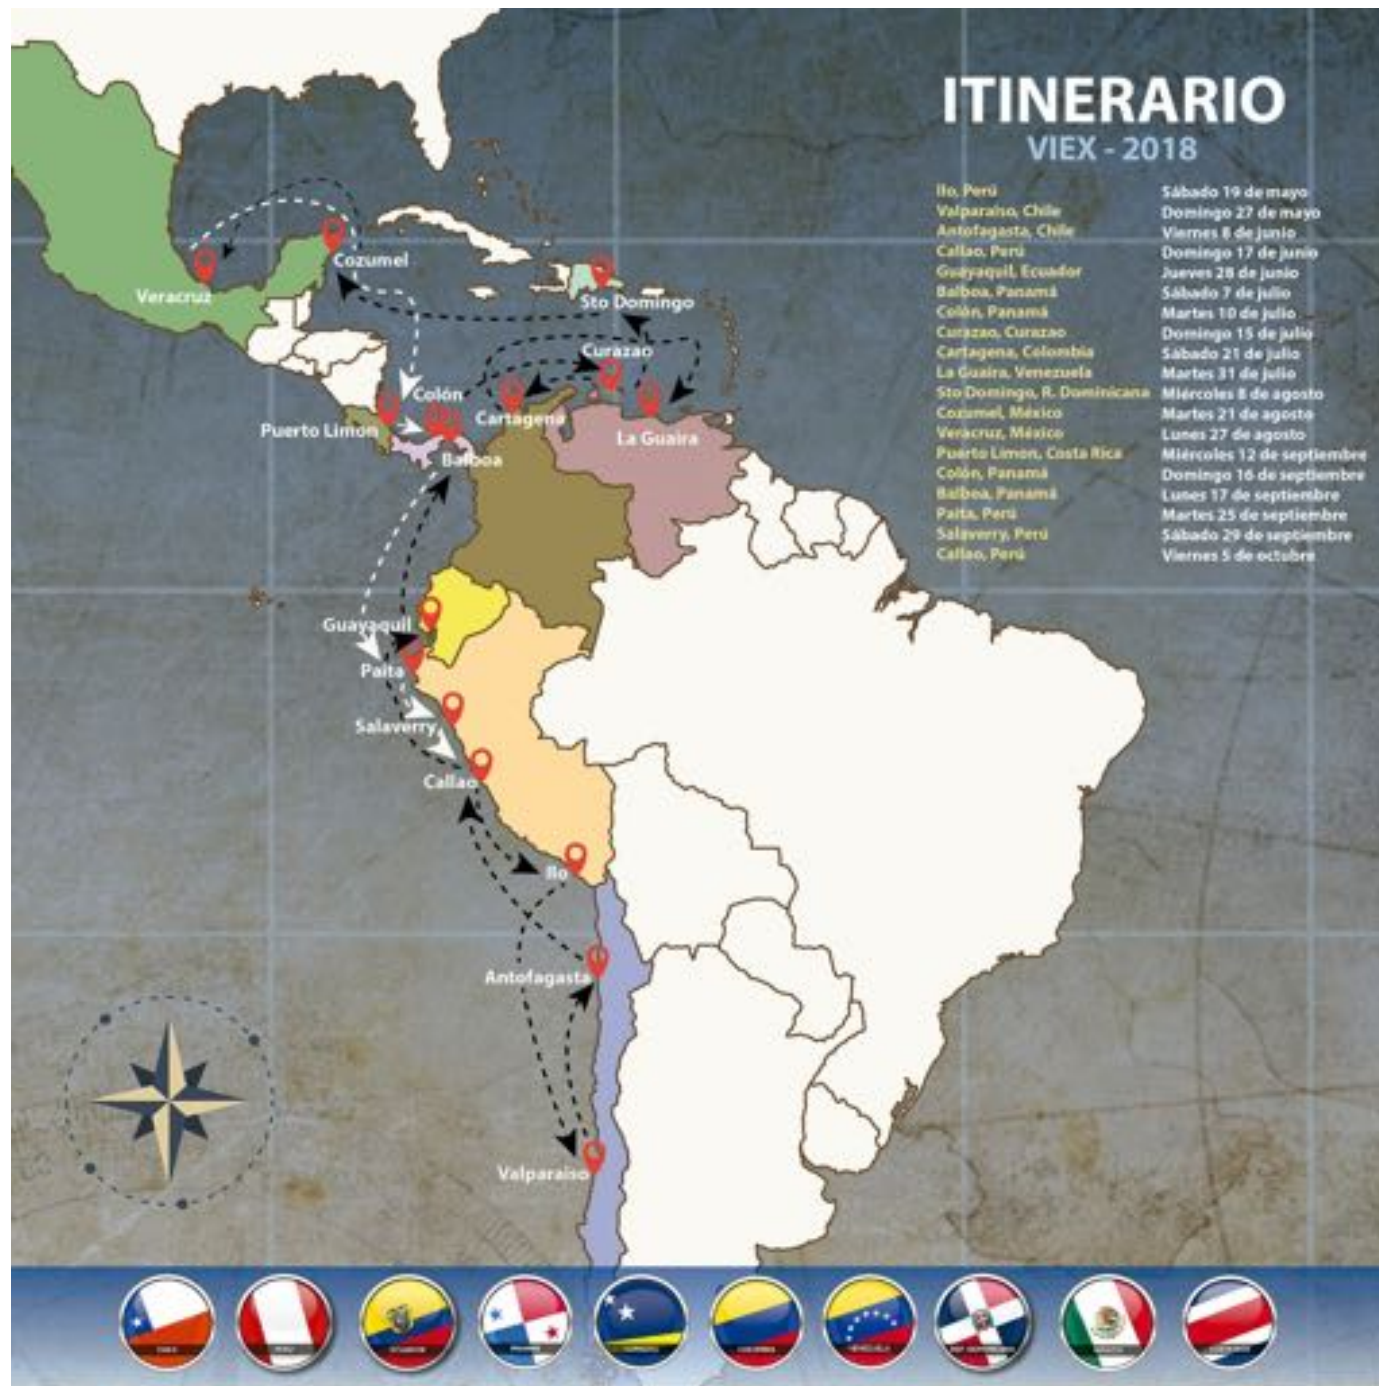 ITINERARIO
VIEX - 2018
Ilo, Perú Sábado 19 de mayo
Valparaíso, Chile Domingo 27 de mayo
Antofagasta, Chile Viernes 8 de junio
Callao, Perú Domingo 17 de junio
Guayaquil, Ecuador Jueves 28 de junio
Balboa, Panamá Sábado 7 de julio
Colón, Panamá Martes 10 de julio
Curazao, Curazao Domingo 15 de julio
Cartagena, Colombia Sábado 21 de julio
La Guaira, Venezuela Martes 31 de julio
Sto Domingo, R. Dominicana Miércoles 8 de agosto
Cozumel, México Martes 21 de agosto
Veracruz, México Lunes 27 de agosto
Puerto Limon, Costa Rica Miércoles 12 de septiembre
Colón, Panamá Domingo 16 de septiembre
Balboa, Panamá Lunes 17 de septiembre
Paita, Perú Martes 25 de septiembre
Salaverry, Perú Sábado 29 de septiembre
Callao, Perú Viernes 5 de octubre
Cozumel
Veracruz
Sto Domingo
Curazao
Colón
Cartagena
Puerto Limon
La Guaira
Balboa
Guayaquil
Paita
Salaverry
Callao
Ilo
Antofagasta
Valparaíso
CHILE
PERU
ECUADOR
PANAMA
COLOMBIA
VENEZUELA